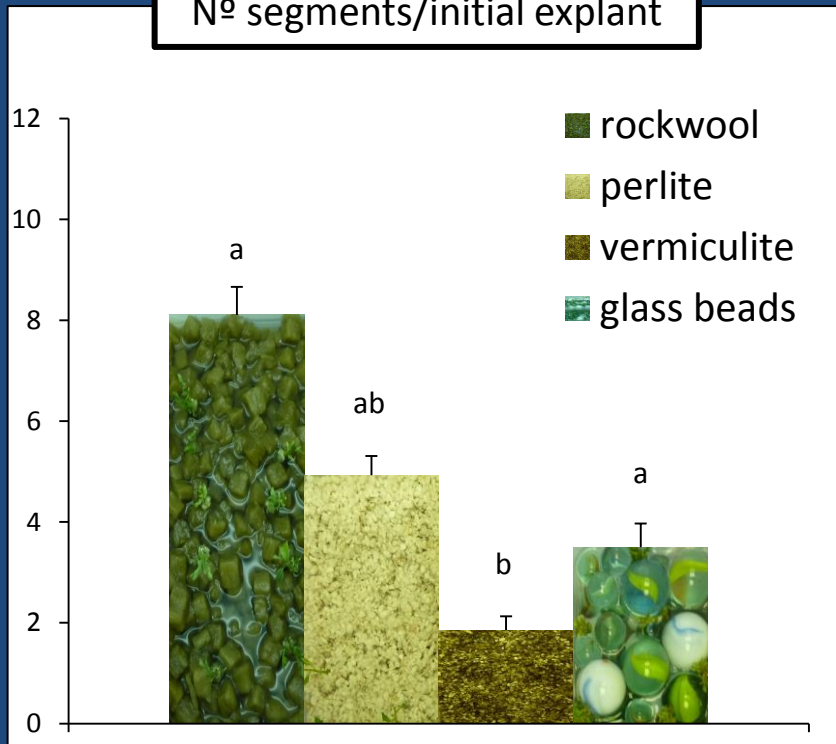 Nº segments/initial explant
12
10
8
6
4
2
0
a
ab
b
a
rockwool
perlite
vermiculite
glass beads